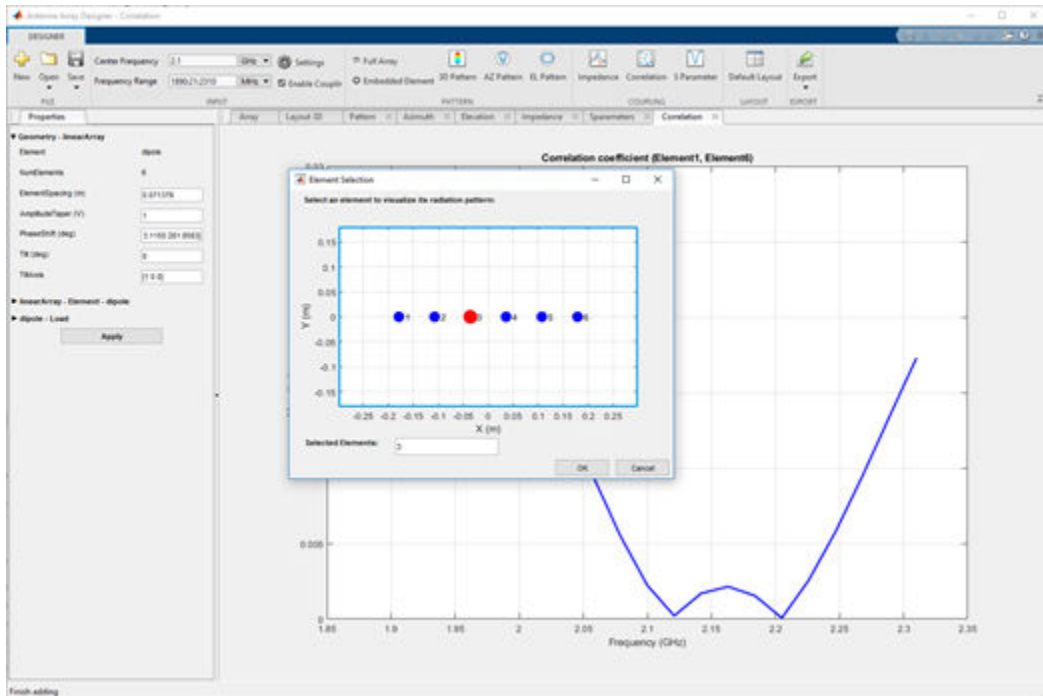 Antenna Array Designer - Correlation
DESIGNER
New Open Save
Center Frequency 2.1 GHz
Frequency Range 1890:21:2310 MHz
Settings
Enable Couplin
Full Array
Embedded Element
3D Pattern AZ Pattern EL Pattern
Impedance Correlation S Parameter
Default Layout
Export
FILE INPUT PATTERN COUPLING LAYOUT EXPORT
Properties
Array Layout 3D Pattern Azimuth Elevation Impedance Sparameters Correlation
Geometry - linearArray
Element dipole
NumElements 6
ElementSpacing (m) 0.071379
AmplitudeTaper (V) 1
PhaseShift (deg)
Tilt (deg) 0
TiltAxis [1 0 0]
linearArray - Element - dipole
dipole - Load
Apply
Correlation coefficient (Element1, Element6)
Element Selection
Select an element to visualize its radiation pattern:
0.15
0.1
0.05
0
-0.05
-0.1
-0.15
Y (m)
1 2 3 4 5 6
-0.25 -0.2 -0.15 -0.1 -0.05 0 0.05 0.1 0.15 0.2 0.25
X (m)
Selected Elements: 3
OK Cancel
0.005
0
1.85 1.9 1.95 2 2.05 2.1 2.15 2.2 2.25 2.3 2.35
Frequency (GHz)
Finish adding